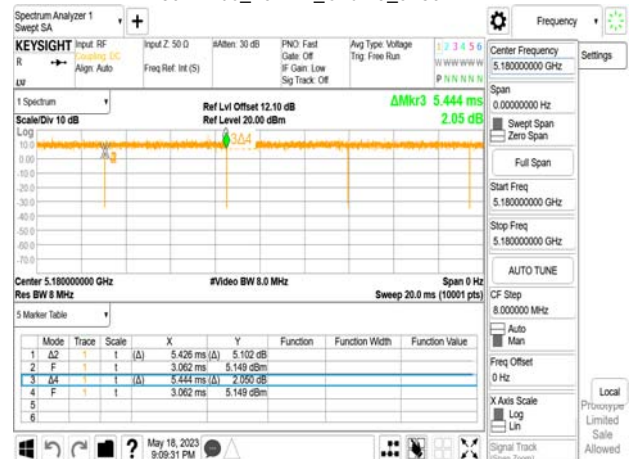 Spectrum Analyzer 1
Swept SA
Frequency
KEYSIGHT
Input: RF
Coupling: DC
Align: Auto
Input Z: 50 Ω
Freq Ref: Int (S)
#Atten: 30 dB
PNO: Fast
Gate: Off
IF Gain: Low
Sig Track: Off
Avg Type: Voltage
Trig: Free Run
1 2 3 4 5 6
W W W W W W
P N N N N N
R
LVI
1 Spectrum
Scale/Div 10 dB
Ref Lvl Offset 12.10 dB
Ref Level 20.00 dBm
ΔMkr3 5.444 ms
2.05 dB
Log
3Δ4
10.0
0.00
-10.0
-20.0
-30.0
-40.0
-50.0
-60.0
-70.0
Center 5.180000000 GHz
#Video BW 8.0 MHz
Span 0 Hz
Res BW 8 MHz
Sweep 20.0 ms (10001 pts)
5 Marker Table
Mode Trace Scale X Y Function Function Width Function Value
1 Δ2 1 t (Δ) 5.426 ms (Δ) 5.102 dB
2 F 1 t 3.062 ms 5.149 dBm
3 Δ4 1 t (Δ) 5.444 ms (Δ) 2.050 dB
4 F 1 t 3.062 ms 5.149 dBm
5
6
May 18, 2023
9:09:31 PM
Center Frequency
5.180000000 GHz
Settings
Span
0.00000000 Hz
Swept Span
Zero Span
Full Span
Start Freq
5.180000000 GHz
Stop Freq
5.180000000 GHz
AUTO TUNE
CF Step
8.000000 MHz
Auto
Man
Freq Offset
0 Hz
X Axis Scale
Log
Lin
Signal Track
(Span Zoom)
Local
Prototype
Limited
Sale
Allowed